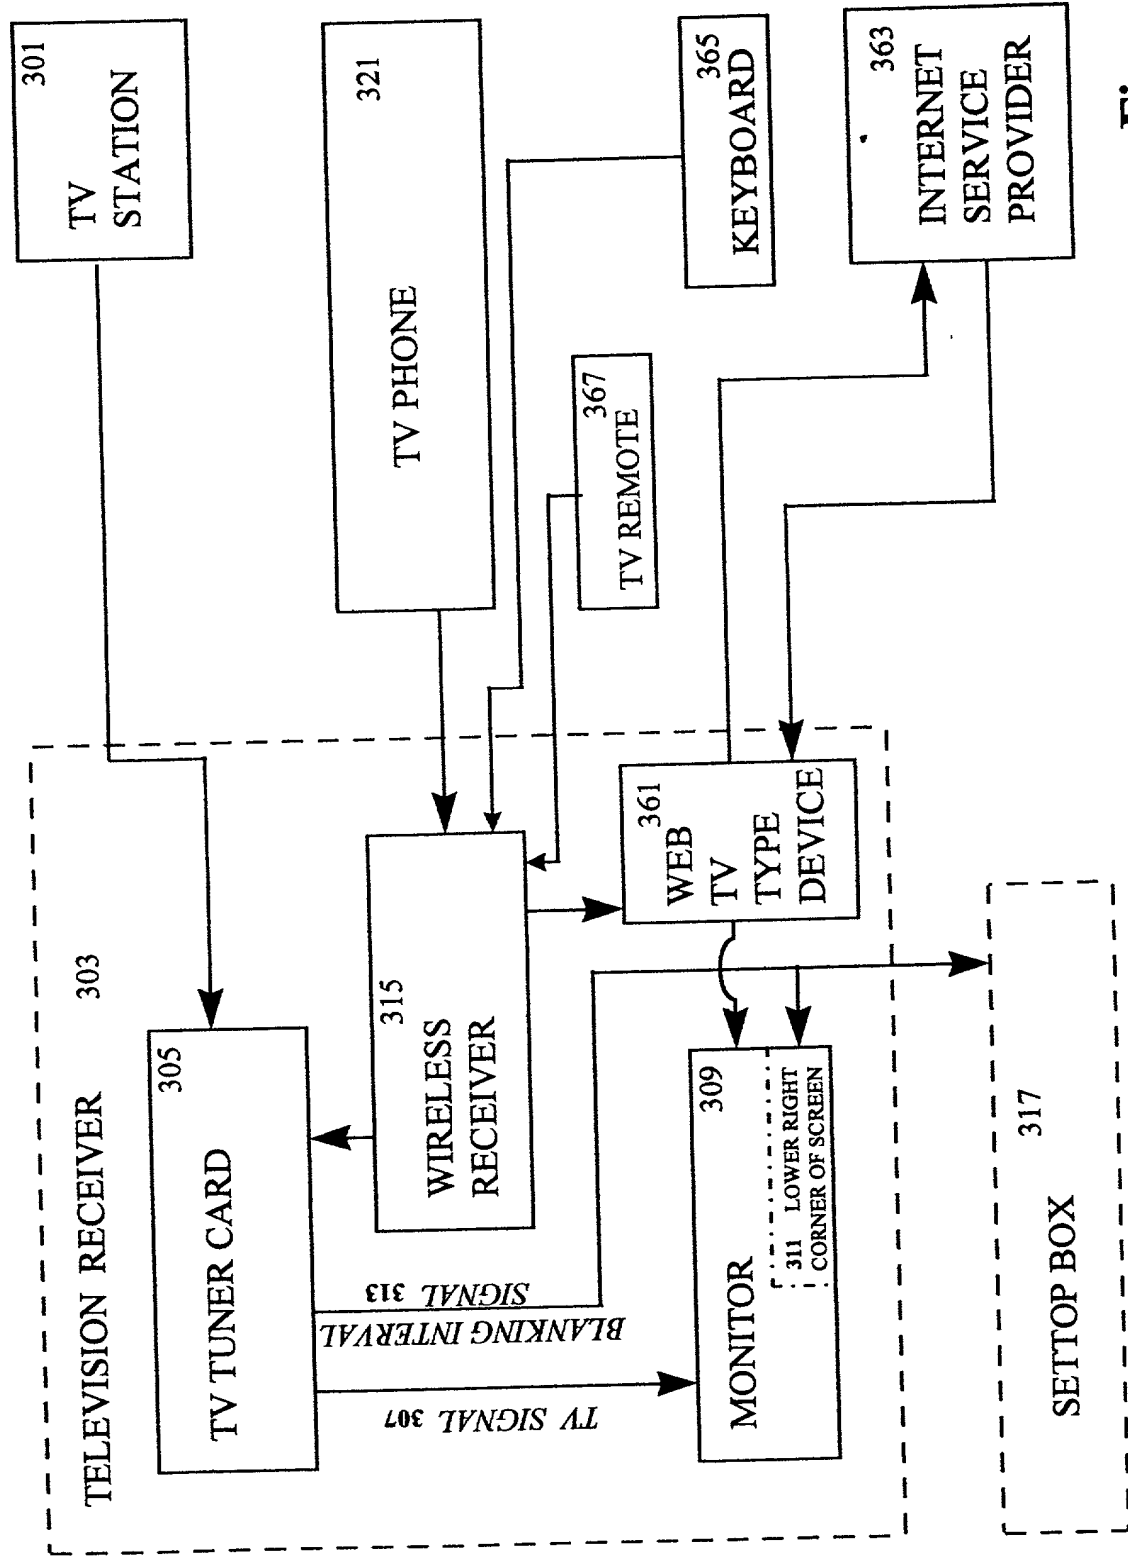 301
TV
STATION
321
TV PHONE
365
KEYBOARD
363
INTERNET
SERVICE
PROVIDER
367
TV REMOTE
TELEVISION RECEIVER 303
305
TV TUNER CARD
315
WIRELESS
RECEIVER
361
WEB
TV
TYPE
DEVICE
TV SIGNAL 307
BLANKING INTERVAL
SIGNAL 313
309
MONITOR
311 LOWER RIGHT
CORNER OF SCREEN
317
SETTOP BOX